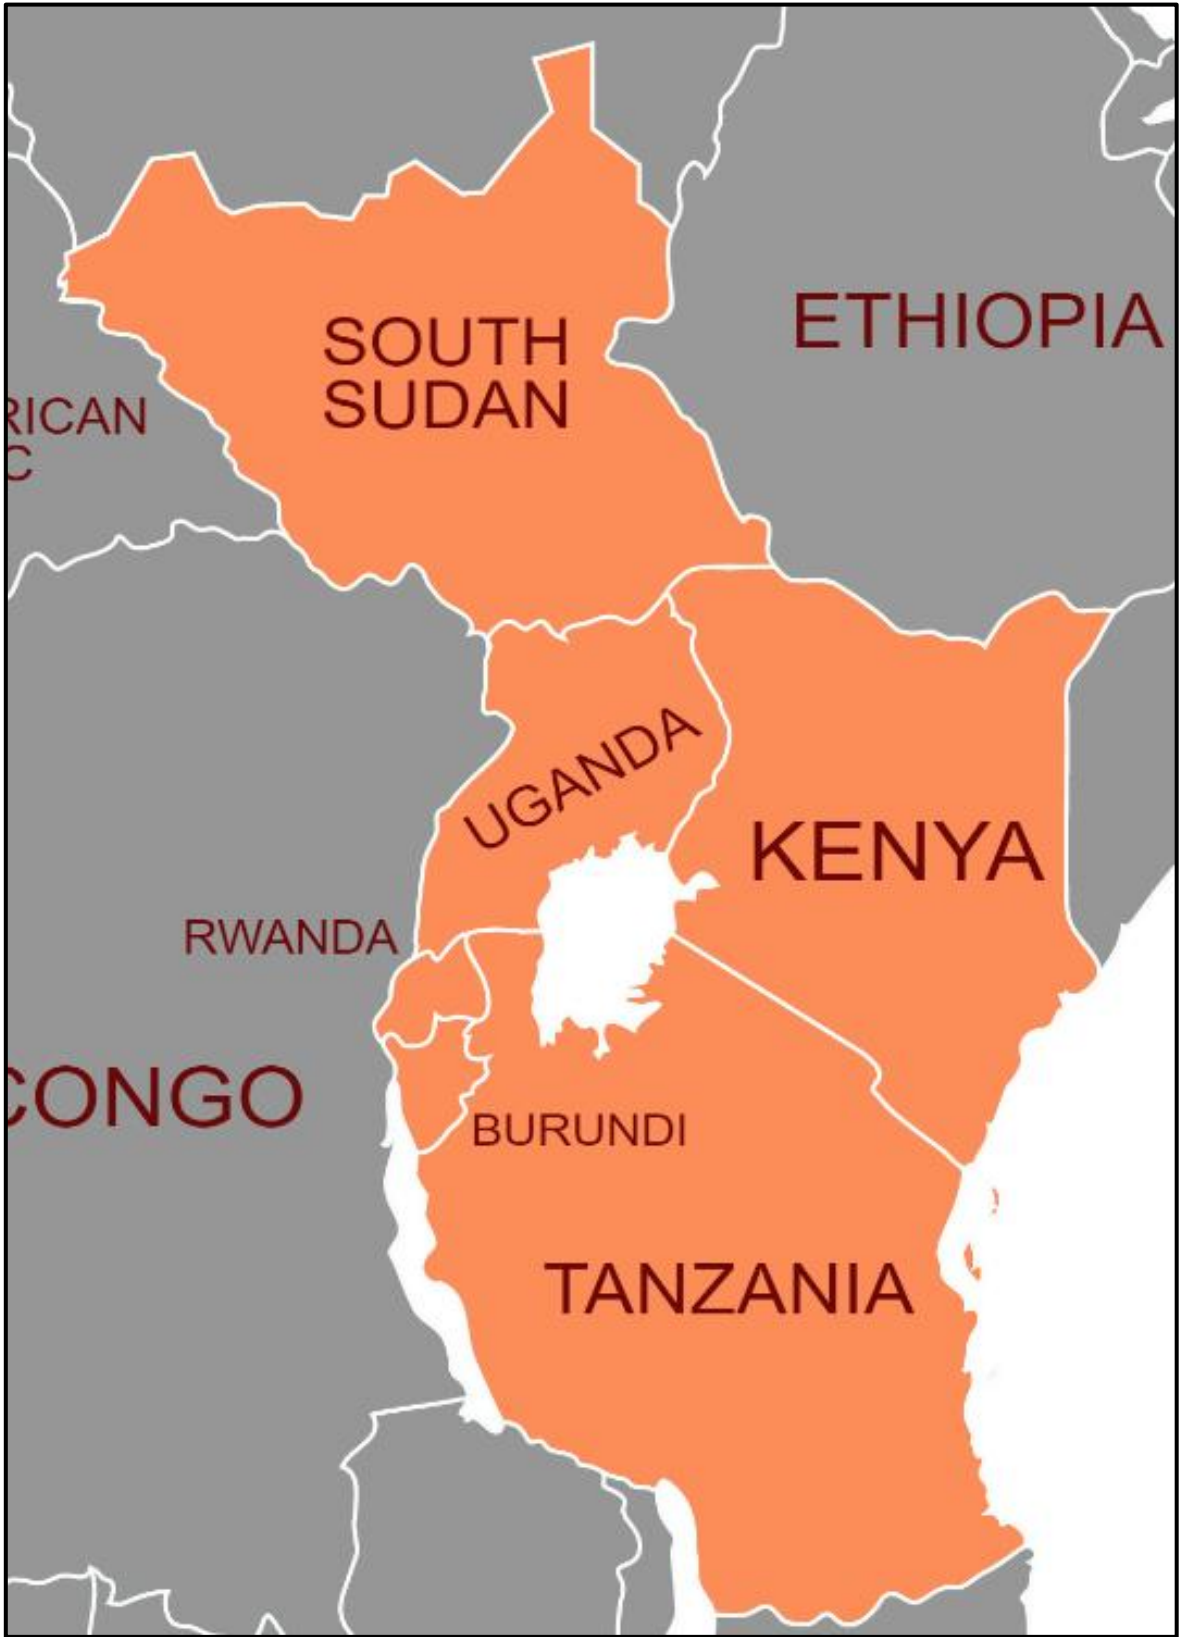 SOUTH
SUDAN
ETHIOPIA
RICAN
C
UGANDA
KENYA
RWANDA
CONGO
BURUNDI
TANZANIA